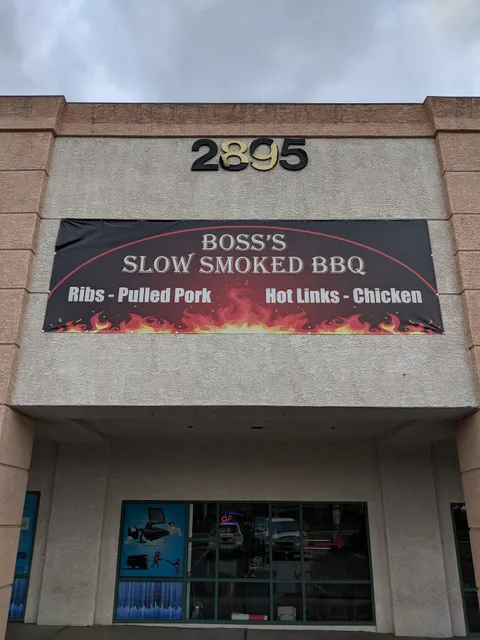 2895
BOSS'S
SLOW SMOKED BBQ
Ribs - Pulled Pork
Hot Links - Chicken